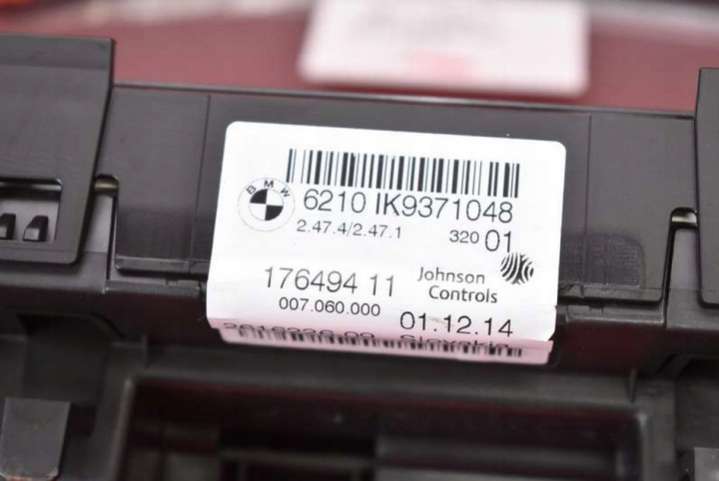 BMW
6210 IK9371048
2.47.4/2.47.1 320 01
176494 11 Johnson
Controls
007.060.000 01.12.14
Slovakia